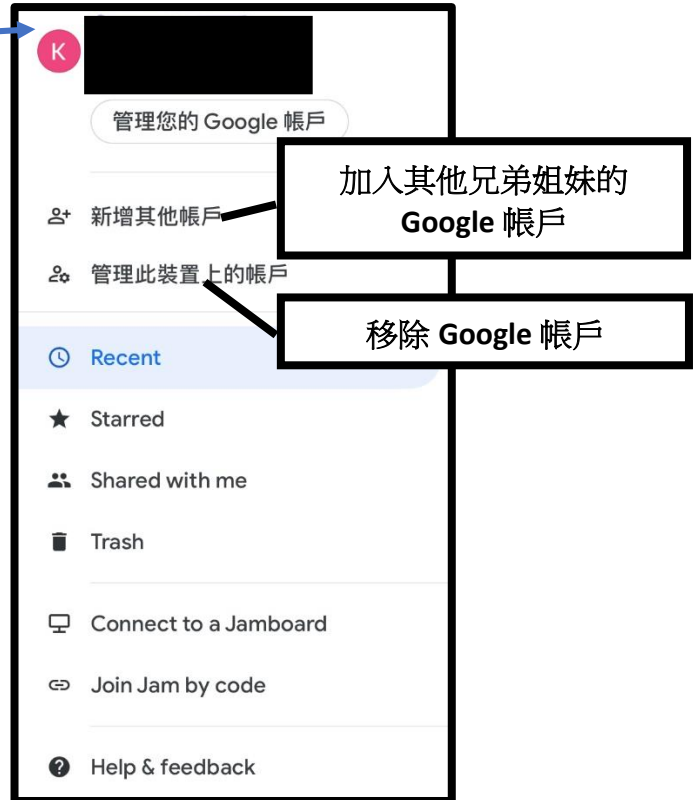 K
管理您的 Google 帳戶
加入其他兄弟姐妹的
Google 帳戶
新增其他帳戶
管理此裝置上的帳戶
移除 Google 帳戶
Recent
Starred
Shared with me
Trash
Connect to a Jamboard
Join Jam by code
Help & feedback